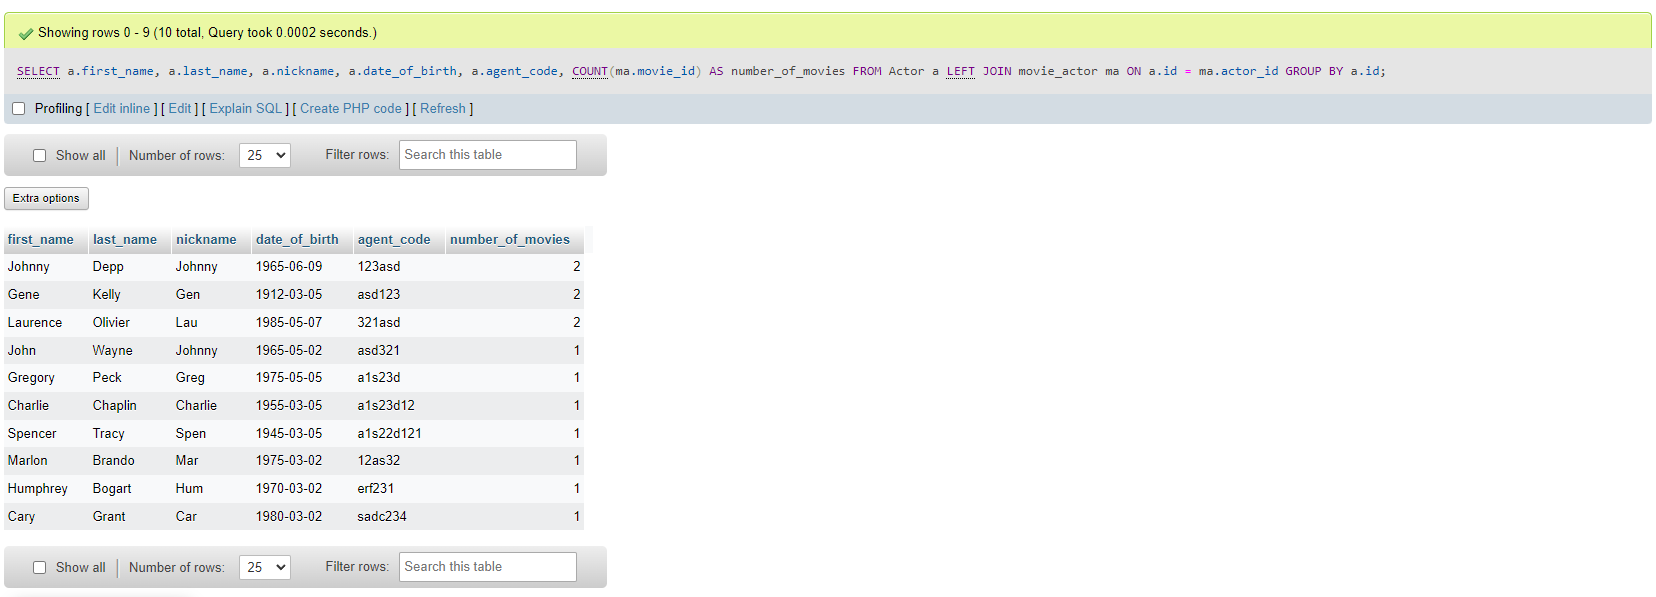 Showing rows 0 - 9 (10 total, Query took 0.0002 seconds.)
SELECT a.first_name, a.last_name, a.nickname, a.date_of_birth, a.agent_code, COUNT(ma.movie_id) AS number_of_movies FROM Actor a LEFT JOIN movie_actor ma ON a.id = ma.actor_id GROUP BY a.id;
Profiling [ Edit inline ] [ Edit ] [ Explain SQL ] [ Create PHP code ] [ Refresh ]
Show all Number of rows: 25 Filter rows: Search this table
Extra options
first_name last_name nickname date_of_birth agent_code number_of_movies
Johnny Depp Johnny 1965-06-09 123asd 2
Gene Kelly Gen 1912-03-05 asd123 2
Laurence Olivier Lau 1985-05-07 321asd 2
John Wayne Johnny 1965-05-02 asd321 1
Gregory Peck Greg 1975-05-05 a1s23d 1
Charlie Chaplin Charlie 1955-03-05 a1s23d12 1
Spencer Tracy Spen 1945-03-05 a1s22d121 1
Marlon Brando Mar 1975-03-02 12as32 1
Humphrey Bogart Hum 1970-03-02 erf231 1
Cary Grant Car 1980-03-02 sadc234 1
Show all Number of rows: 25 Filter rows: Search this table